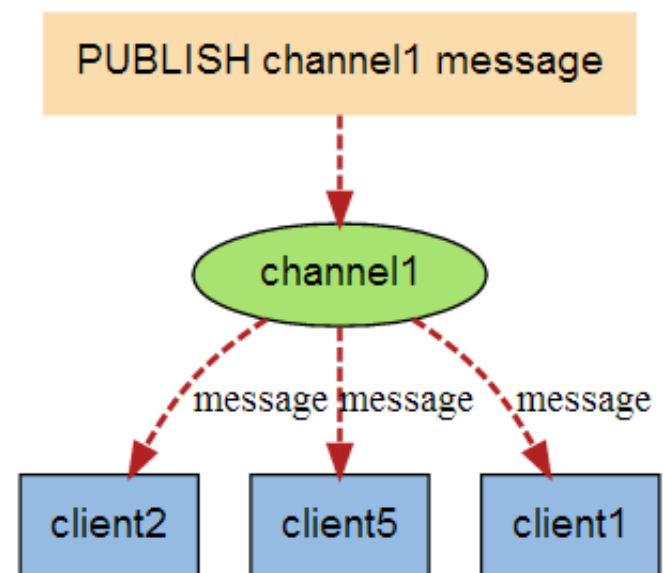 PUBLISH channel1 message
channel1
message message message
client2 client5 client1